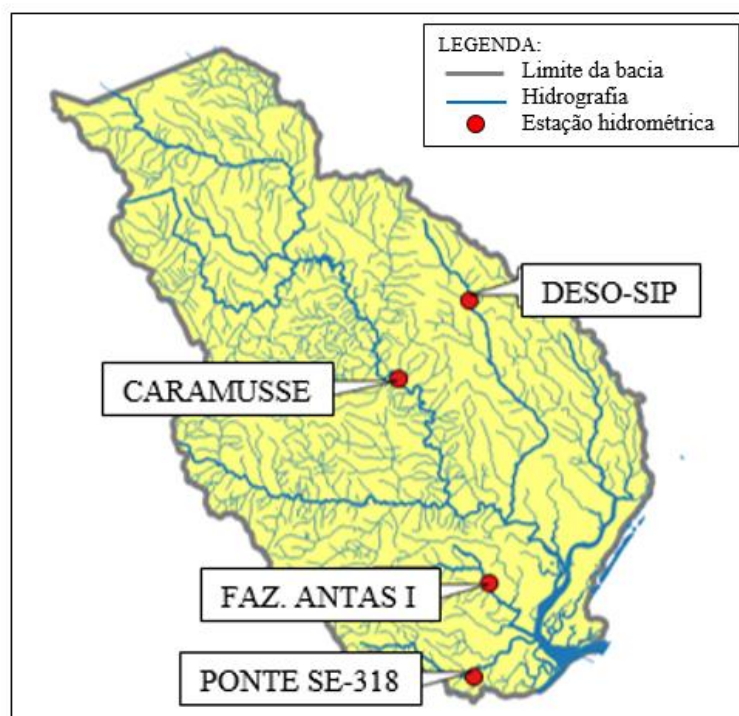 LEGENDA:
Limite da bacia
Hidrografia
Estação hidrométrica
DESO-SIP
CARAMUSSE
FAZ. ANTAS I
PONTE SE-318